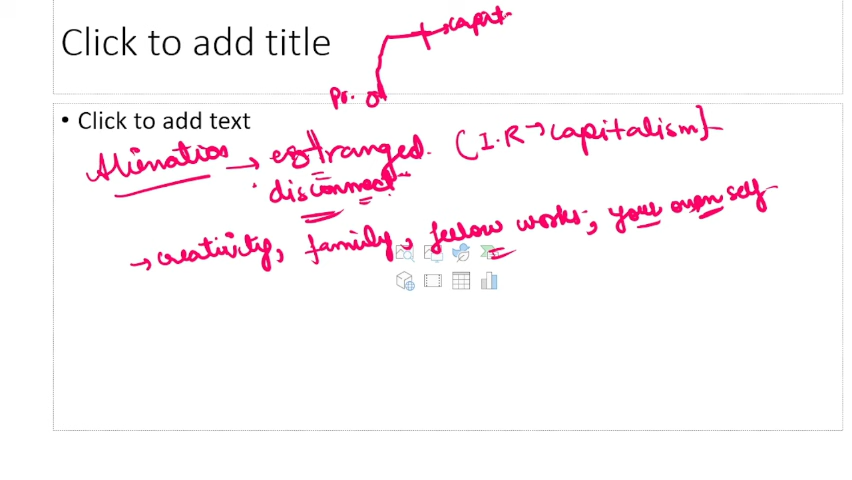 Click to add title
capit
Pr.
• Click to add text
Alienation → estranged. (I.R → capitalism)
disconnect
→ creativity, family, fellow works, your own self